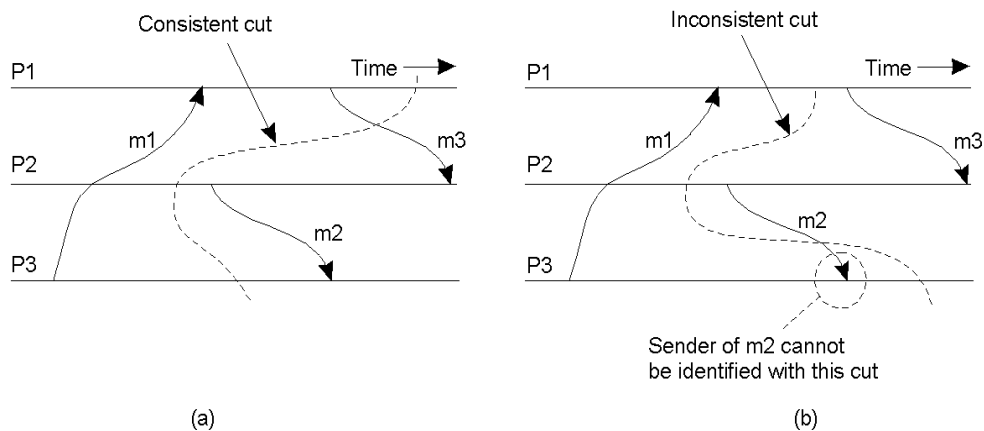 Consistent cut
Time
P1
m1
m3
P2
m2
P3
(a)
Inconsistent cut
Time
P1
m1
m3
P2
m2
P3
Sender of m2 cannot
be identified with this cut
(b)